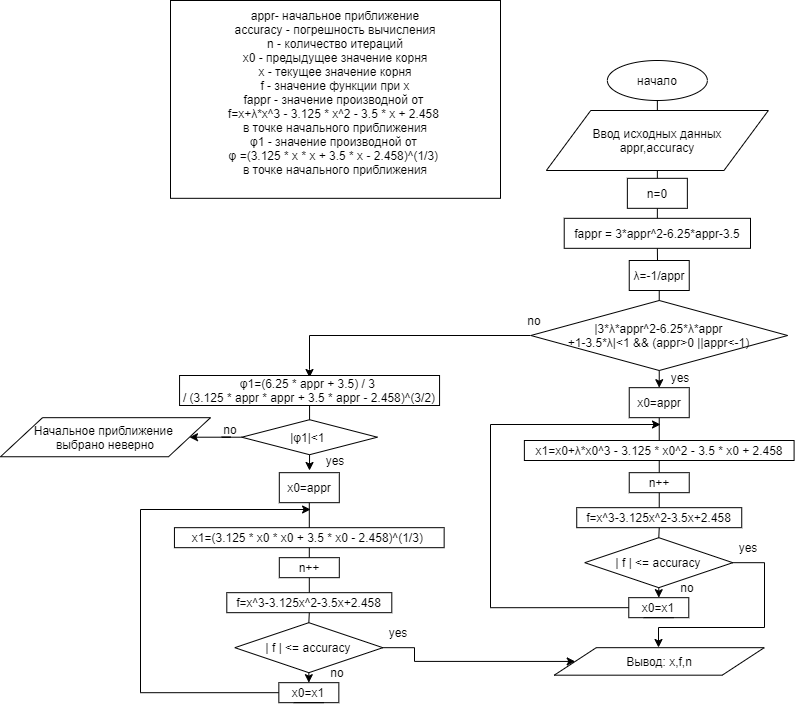 appr- начальное приближение
accuracy - погрешность вычисления
n - количество итераций
x0 - предыдущее значение корня
x - текущее значение корня
f - значение функции при x
fappr - значение производной от
f=x+λ*x^3 - 3.125 * x^2 - 3.5 * x + 2.458
в точке начального приближения
φ1 - значение производной от
φ =(3.125 * x * x + 3.5 * x - 2.458)^(1/3)
в точке начального приближения
начало
Ввод исходных данных
appr,accuracy
n=0
fappr = 3*appr^2-6.25*appr-3.5
λ=-1/appr
|3*λ*appr^2-6.25*λ*appr
+1-3.5*λ|<1 && (appr>0 ||appr<-1)
no
yes
φ1=(6.25 * appr + 3.5) / 3
/ (3.125 * appr * appr + 3.5 * appr - 2.458)^(3/2)
x0=appr
Начальное приближение
выбрано неверно
no
|φ1|<1
yes
x1=x0+λ*x0^3 - 3.125 * x0^2 - 3.5 * x0 + 2.458
n++
x0=appr
f=x^3-3.125x^2-3.5x+2.458
x1=(3.125 * x0 * x0 + 3.5 * x0 - 2.458)^(1/3)
| f | <= accuracy
yes
n++
no
f=x^3-3.125x^2-3.5x+2.458
x0=x1
| f | <= accuracy
yes
no
Вывод: x,f,n
x0=x1